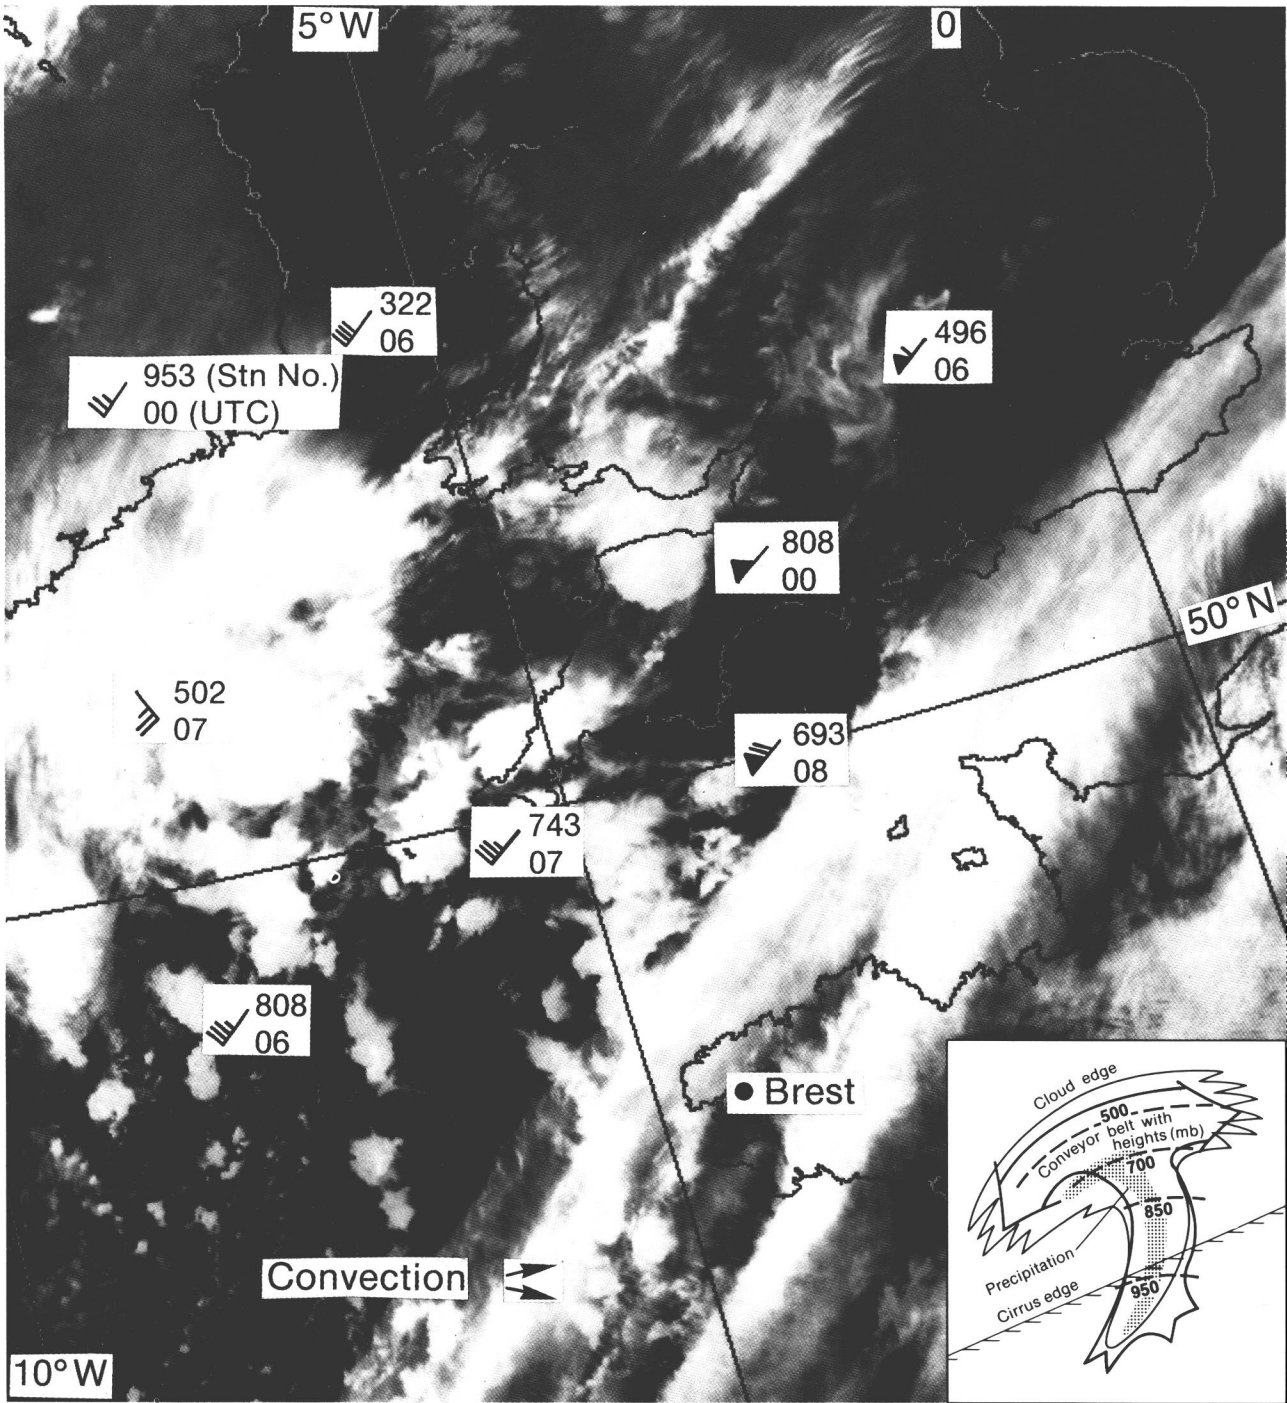 5° W
0
322
06
496
06
953 (Stn No.)
00 (UTC)
808
00
50° N
502
07
693
08
743
07
808
06
Brest
Convection
10° W
Cloud edge
500
Conveyor belt with
heights (mb)
700
850
Precipitation
950
Cirrus edge